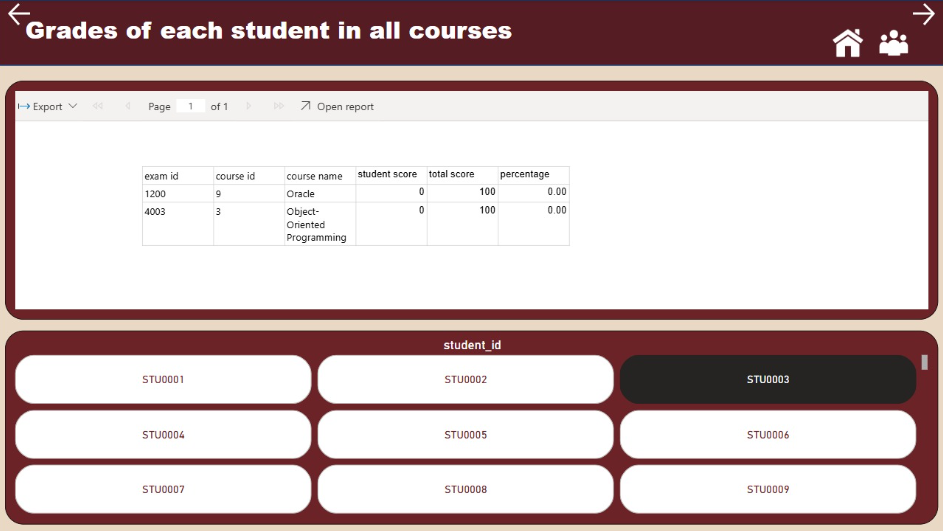 Grades of each student in all courses
Export Page 1 of 1 Open report
exam id course id course name student score total score percentage
1200 9 Oracle 0 100 0.00
4003 3 Object- 0 100 0.00
Oriented
Programming
student_id
STU0001 STU0002 STU0003
STU0004 STU0005 STU0006
STU0007 STU0008 STU0009